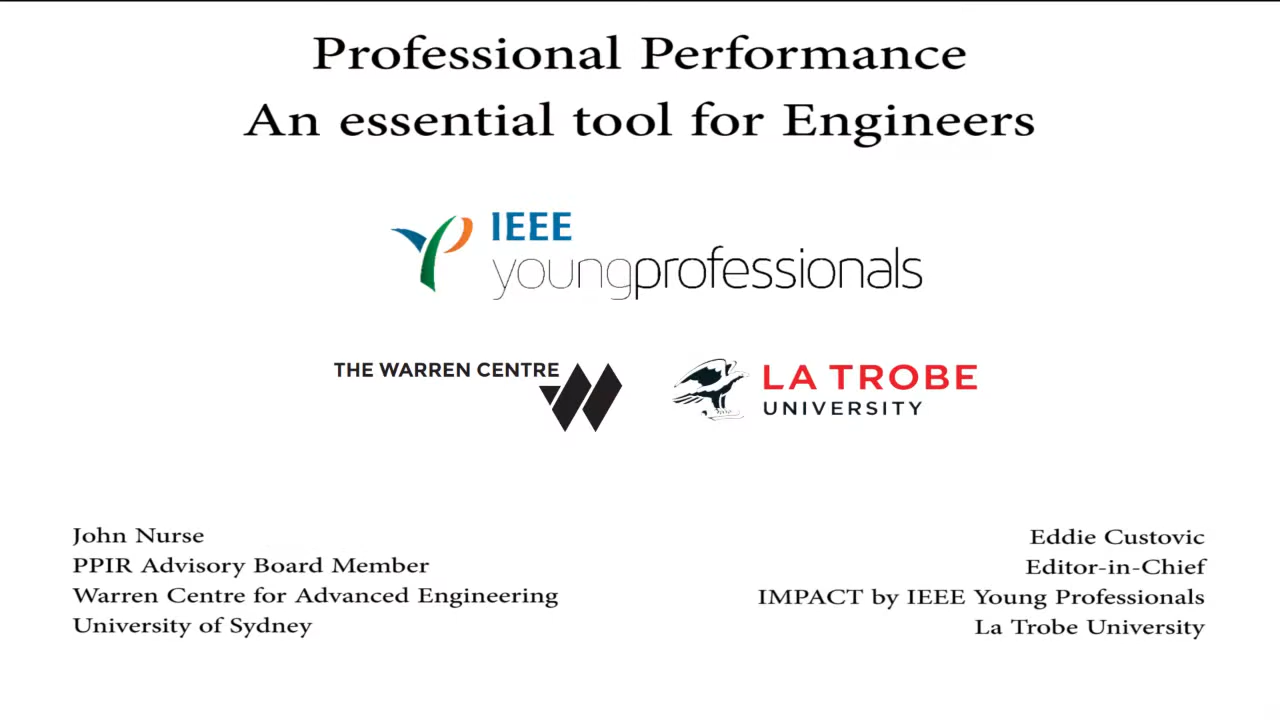 Professional Performance
An essential tool for Engineers
IEEE
youngprofessionals
THE WARREN CENTRE
LA TROBE
UNIVERSITY
John Nurse
PPIR Advisory Board Member
Warren Centre for Advanced Engineering
University of Sydney
Eddie Custovic
Editor-in-Chief
IMPACT by IEEE Young Professionals
La Trobe University